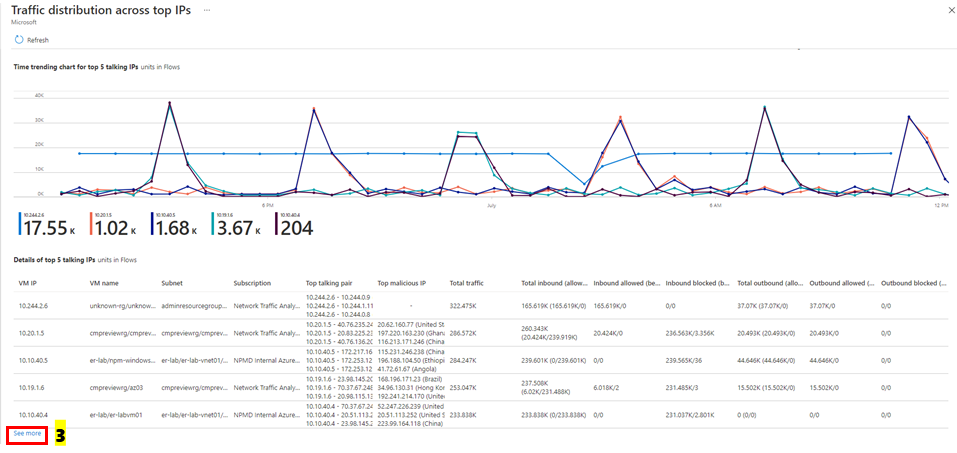 Traffic distribution across top IPs ...
Microsoft
Refresh
Time trending chart for top 5 talking IPs units in Flows
40K
30K
20K
10K
0K
8 PM July 8 AM 12 PM
10.244.2.6 10.20.1.5 10.10.40.5 10.19.1.6 10.10.40.4
17.55 K 1.02 K 1.68 K 3.67 K 204
Details of top 5 talking IPs units in Flows
VM IP VM name Subnet Subscription Top talking pair Top malicious IP Total traffic Total inbound (allow... Inbound allowed (be... Inbound blocked (b... Total outbound (allo... Outbound allowed (... Outbound blocked (...
10.244.2.6 unknown-rg/unknow... adminresourcegroup... Network Traffic Analy... 10.244.2.6 - 10.244.0.9 - 322.475K 165.619K (165.619K/0) 165.619K/0 0/0 37.07K (37.07K/0) 37.07K/0 0/0
10.244.2.6 - 10.244.1.11
10.244.2.6 - 10.244.0.8
10.20.1.5 cmpreviewrg/cmprev... cmpreviewrg/cmprev... Network Traffic Analy... 10.20.1.5 - 40.76.235.24 20.62.160.77 (United St 286.572K 260.343K (20.424K/239.919K) 20.424K/0 236.563K/3.356K 20.493K (20.493K/0) 20.493K/0 0/0
10.20.1.5 - 20.83.225.23 197.220.163.230 (Ghana
10.20.1.5 - 40.76.136.20 116.213.171.246 (China)
10.10.40.5 er-lab/npm-windows... er-lab/er-lab-vnet01/... NPMD Internal Azure... 10.10.40.5 - 172.217.16 115.231.246.238 (China) 284.247K 239.601K (0/239.601K) 0/0 239.565K/36 44.646K (44.646K/0) 44.646K/0 0/0
10.10.40.5 - 172.253.12 196.188.104.50 (Ethiopi
10.10.40.5 - 172.253.12 41.72.61.67 (Angola)
10.19.1.6 cmpreviewrg/az03 cmpreviewrg/cmprev... Network Traffic Analy... 10.19.1.6 - 23.98.145.20 168.196.171.23 (Brazil) 253.047K 237.508K (6.02K/231.488K) 6.018K/2 231.485K/3 15.502K (15.502K/0) 15.502K/0 0/0
10.19.1.6 - 70.37.67.248 34.96.130.31 (Hong Kon
10.19.1.6 - 20.98.115.13 192.241.214.170 (United
10.10.40.4 er-lab/er-labvm01 er-lab/er-lab-vnet01/... NPMD Internal Azure... 10.10.40.4 - 70.37.67.24 52.247.226.239 (United 233.838K 233.838K (0/233.838K) 0/0 231.037K/2.801K 0 (0/0) 0/0 0/0
10.10.40.4 - 20.51.113.2 20.51.113.252 (United S
10.10.40.4 - 23.98.145.2 223.99.164.118 (China)
See more 3